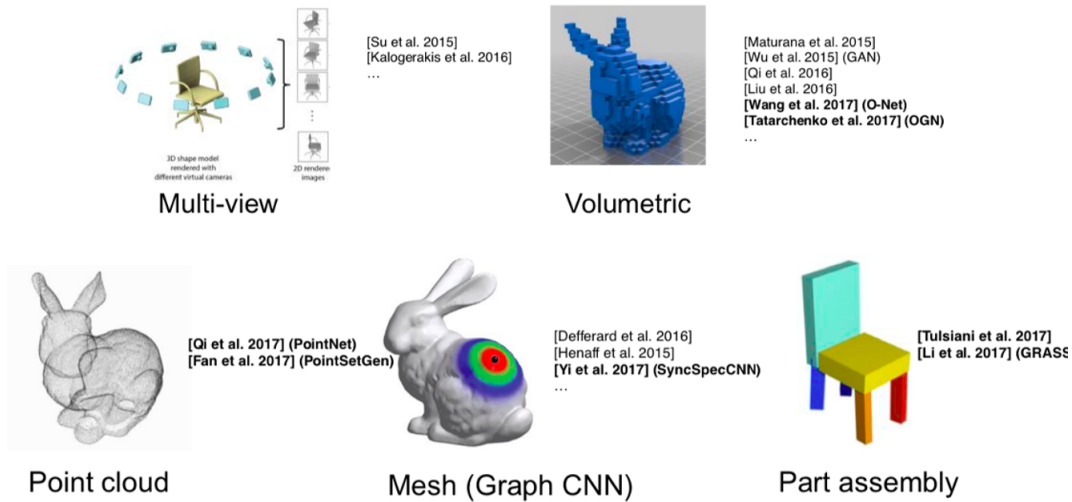 [Su et al. 2015]
[Kalogerakis et al. 2016]
...
3D shape model
rendered with
different virtual cameras
2D rendered
images
Multi-view
[Maturana et al. 2015]
[Wu et al. 2015] (GAN)
[Qi et al. 2016]
[Liu et al. 2016]
[Wang et al. 2017] (O-Net)
[Tatarchenko et al. 2017] (OGN)
...
Volumetric
[Qi et al. 2017] (PointNet)
[Fan et al. 2017] (PointSetGen)
Point cloud
[Defferard et al. 2016]
[Henaff et al. 2015]
[Yi et al. 2017] (SyncSpecCNN)
...
Mesh (Graph CNN)
[Tulsiani et al. 2017]
[Li et al. 2017] (GRASS
Part assembly